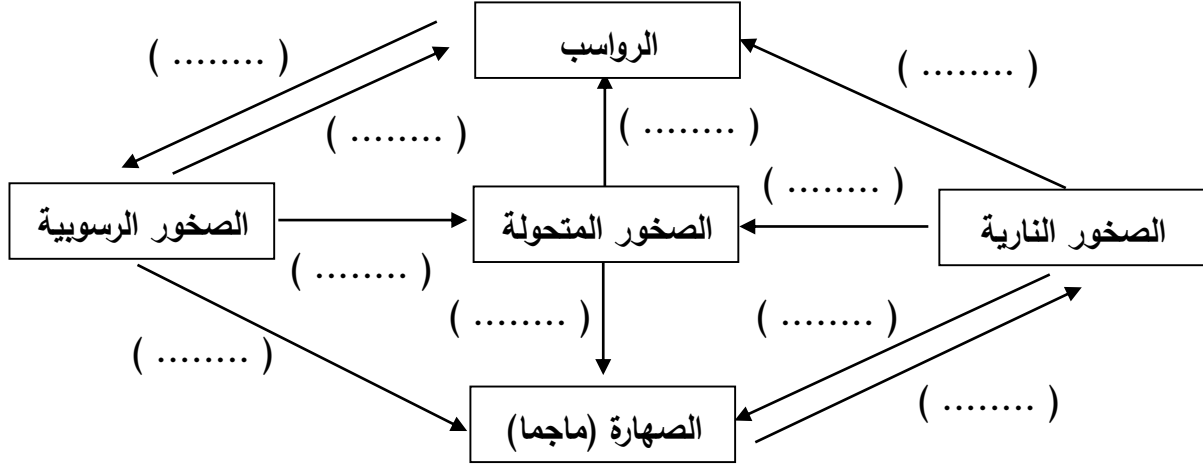 الرواسب
( ........ )
( ........ )
( ........ )
( ........ )
( ........ )
الصخور النارية
الصخور المتحولة
الصخور الرسوبية
( ........ )
( ........ )
( ........ )
( ........ )
( ........ )
الصهارة (ماجما)